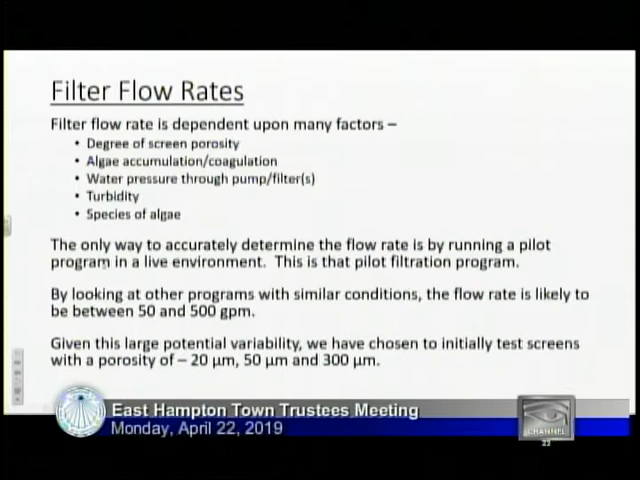 Filter Flow Rates
Filter flow rate is dependent upon many factors –
• Degree of screen porosity
• Algae accumulation/coagulation
• Water pressure through pump/filter(s)
• Turbidity
• Species of algae
The only way to accurately determine the flow rate is by running a pilot
program in a live environment.  This is that pilot filtration program.
By looking at other programs with similar conditions, the flow rate is likely to
be between 50 and 500 gpm.
Given this large potential variability, we have chosen to initially test screens
with a porosity of – 20 µm, 50 µm and 300 µm.
East Hampton Town Trustees Meeting
Monday, April 22, 2019
CHANNEL
22